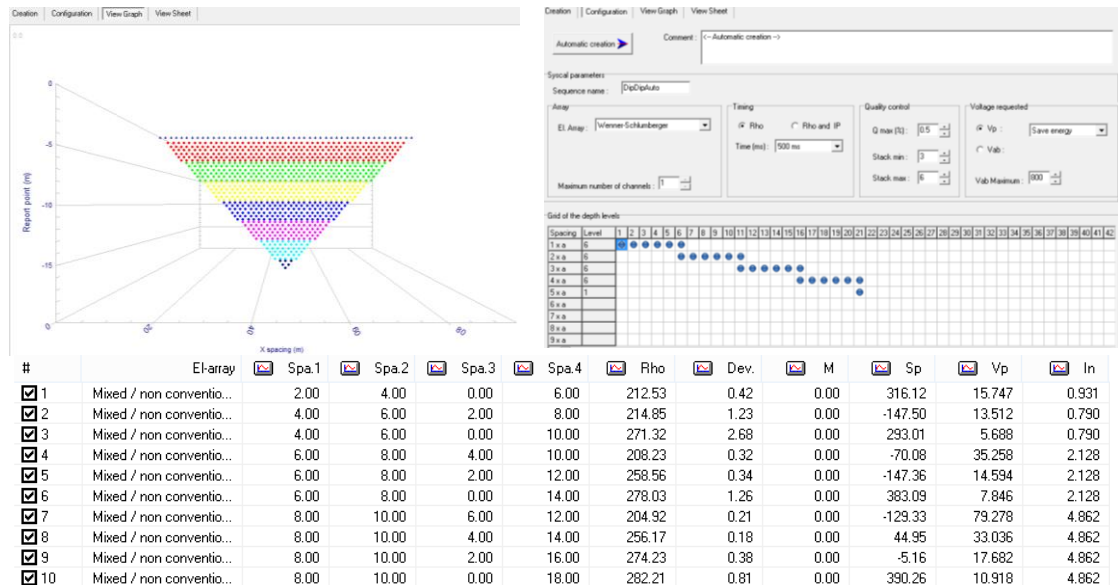 Creation Configuration View Graph View Sheet
0
-5
-10
-15
0
20
40
60
80
Report point (m)
X spacing (m)
Creation Configuration View Graph View Sheet
Automatic creation
Comment : <-- Automatic creation -->
Syscal parameters
Sequence name : DipDipAuto
Array
El. Array : Wenner-Schlumberger
Maximum number of channels : 1
Timing
Rho Rho and IP
Time (ms) : 500 ms
Quality control
Q max (%) : 0.5
Stack min : 3
Stack max : 6
Voltage requested
Vp : Save energy
Vab :
Vab Maximum : 800
Grid of the depth levels
Spacing Level 1 2 3 4 5 6 7 8 9 10 11 12 13 14 15 16 17 18 19 20 21 22 23 24 25 26 27 28 29 30 31 32 33 34 35 36 37 38 39 40 41 42
1 x a 6
2 x a 6
3 x a 6
4 x a 6
5 x a 1
6 x a
7 x a
8 x a
9 x a
# El-array Spa.1 Spa.2 Spa.3 Spa.4 Rho Dev. M Sp Vp In
1 Mixed / non conventio... 2.00 4.00 0.00 6.00 212.53 0.42 0.00 316.12 15.747 0.931
2 Mixed / non conventio... 4.00 6.00 2.00 8.00 214.85 1.23 0.00 -147.50 13.512 0.790
3 Mixed / non conventio... 4.00 6.00 0.00 10.00 271.32 2.68 0.00 293.01 5.688 0.790
4 Mixed / non conventio... 6.00 8.00 4.00 10.00 208.23 0.32 0.00 -70.08 35.258 2.128
5 Mixed / non conventio... 6.00 8.00 2.00 12.00 258.56 0.34 0.00 -147.36 14.594 2.128
6 Mixed / non conventio... 6.00 8.00 0.00 14.00 278.03 1.26 0.00 383.09 7.846 2.128
7 Mixed / non conventio... 8.00 10.00 6.00 12.00 204.92 0.21 0.00 -129.33 79.278 4.862
8 Mixed / non conventio... 8.00 10.00 4.00 14.00 256.17 0.18 0.00 44.95 33.036 4.862
9 Mixed / non conventio... 8.00 10.00 2.00 16.00 274.23 0.38 0.00 -5.16 17.682 4.862
10 Mixed / non conventio... 8.00 10.00 0.00 18.00 282.21 0.81 0.00 390.26 10.918 4.862